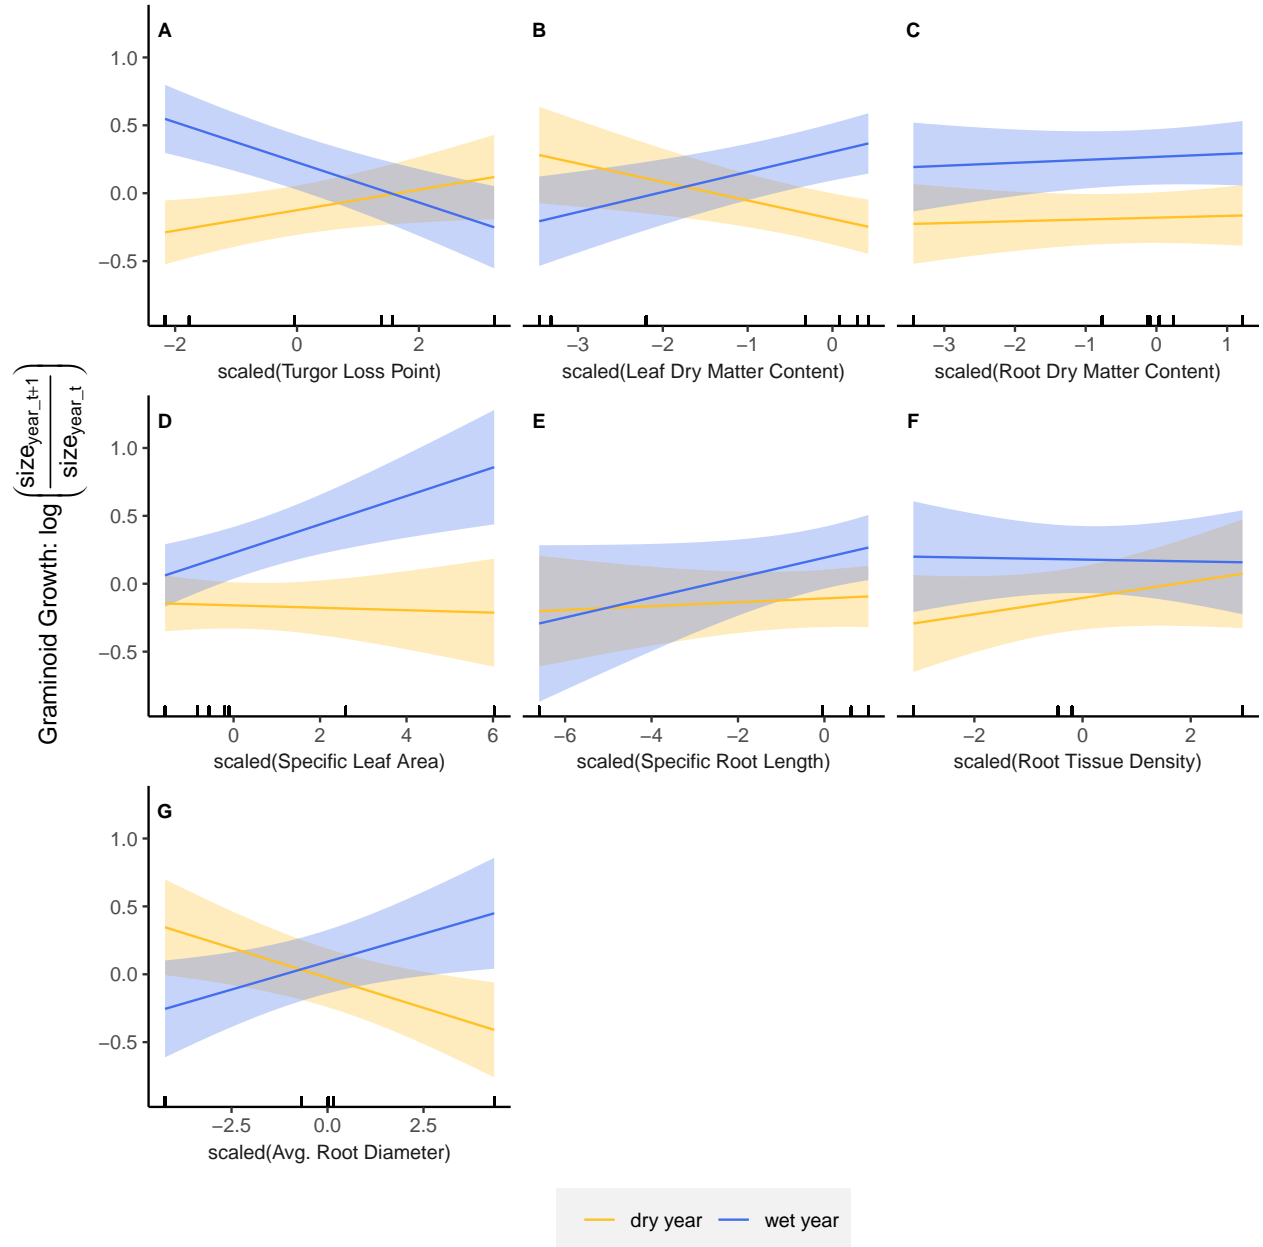 A
B
C
1.0
0.5
0.0
−0.5
−2
0
2
−3
−2
−1
0
−3
−2
−1
0
1
scaled(Turgor Loss Point)
scaled(Leaf Dry Matter Content)
scaled(Root Dry Matter Content)
Graminoid Growth: log(size year_t+1 / size year_t)
D
E
F
1.0
0.5
0.0
−0.5
0
2
4
6
−6
−4
−2
0
−2
0
2
scaled(Specific Leaf Area)
scaled(Specific Root Length)
scaled(Root Tissue Density)
G
1.0
0.5
0.0
−0.5
−2.5
0.0
2.5
scaled(Avg. Root Diameter)
dry year
wet year